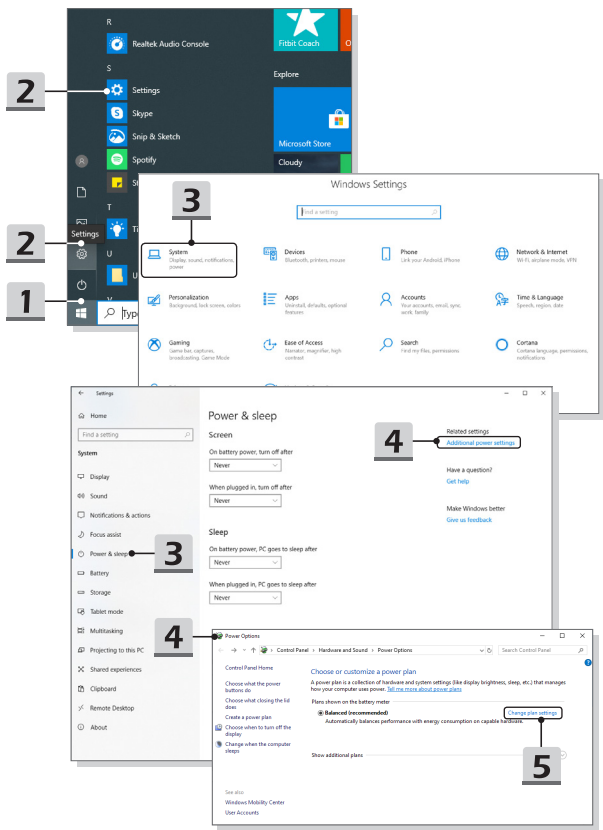 R
Realtek Audio Console
Fitbit Coach
O
S
Explore
2
Settings
Skype
Snip & Sketch
Microsoft Store
Spotify
Cloudy
St
T
Ti
2
Settings
U
U
1
V
Type
Windows Settings
3
Find a setting
System
Display, sound, notifications,
power
Devices
Bluetooth, printers, mouse
Phone
Link your Android, iPhone
Network & Internet
Wi-Fi, airplane mode, VPN
Personalization
Background, lock screen, colors
Apps
Uninstall, defaults, optional
features
Accounts
Your accounts, email, sync,
work, family
Time & Language
Speech, region, date
Gaming
Game bar, captures,
broadcasting, Game Mode
Ease of Access
Narrator, magnifier, high
contrast
Search
Find my files, permissions
Cortana
Cortana language, permissions,
notifications
Settings
Home
Find a setting
System
Display
Sound
Notifications & actions
Focus assist
Power & sleep
3
Battery
Storage
Tablet mode
Multitasking
Projecting to this PC
Shared experiences
Clipboard
Remote Desktop
About
Power & sleep
Screen
On battery power, turn off after
Never
When plugged in, turn off after
Never
Sleep
On battery power, PC goes to sleep after
Never
When plugged in, PC goes to sleep after
Never
4
Related settings
Additional power settings
Have a question?
Get help
Make Windows better
Give us feedback
4
Power Options
Control Panel › Hardware and Sound › Power Options
Search Control Panel
Control Panel Home
Choose what the power
buttons do
Choose what closing the lid
does
Create a power plan
Choose when to turn off the
display
Change when the computer
sleeps
See also
Windows Mobility Center
User Accounts
Choose or customize a power plan
A power plan is a collection of hardware and system settings (like display brightness, sleep, etc.) that manages
how your computer uses power. Tell me more about power plans
Plans shown on the battery meter
Balanced (recommended)
Change plan settings
Automatically balances performance with energy consumption on capable hardware.
Show additional plans
5